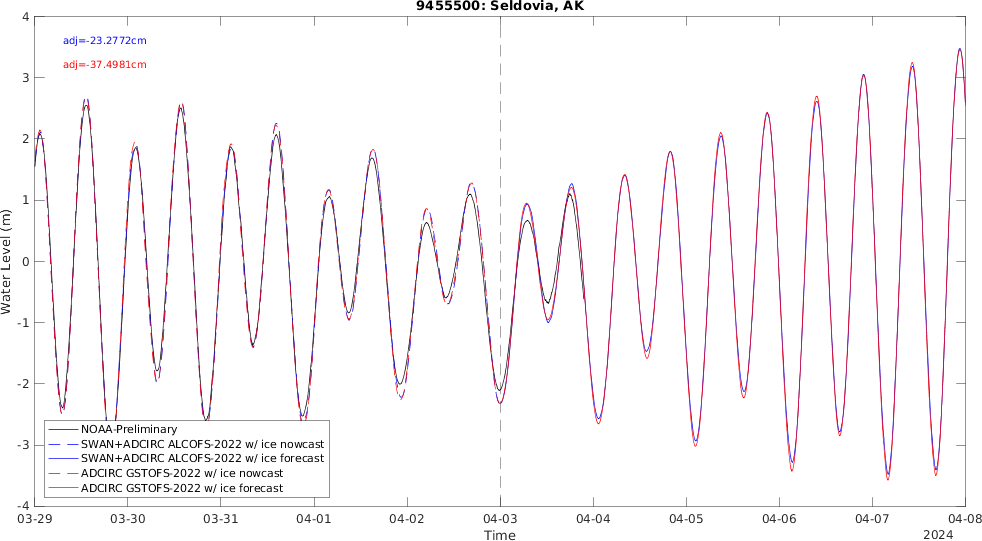 9455500: Seldovia, AK
adj=-23.2772cm
adj=-37.4981cm
4
3
2
1
0
-1
-2
-3
-4
Water Level (m)
NOAA-Preliminary
SWAN+ADCIRC ALCOFS-2022 w/ ice nowcast
SWAN+ADCIRC ALCOFS-2022 w/ ice forecast
ADCIRC GSTOFS-2022 w/ ice nowcast
ADCIRC GSTOFS-2022 w/ ice forecast
03-29 03-30 03-31 04-01 04-02 04-03 04-04 04-05 04-06 04-07 04-08
Time
2024